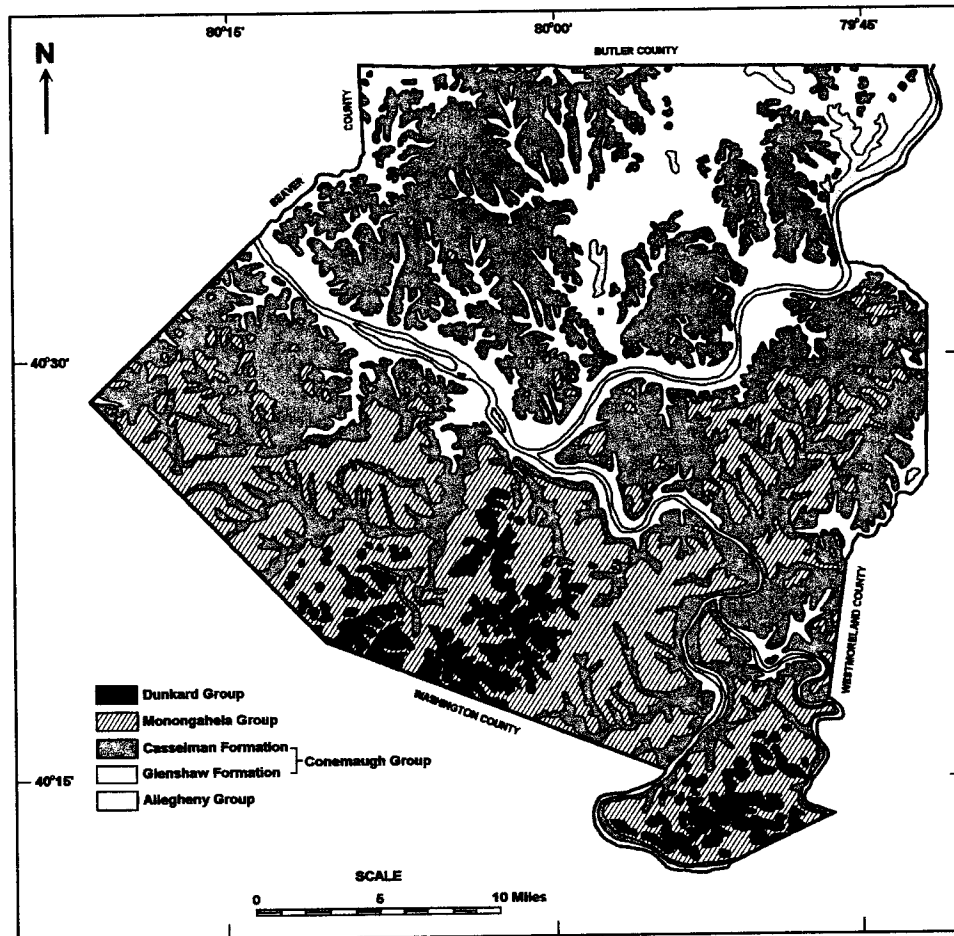 80°15'
80°00'
79°45'
N
BUTLER COUNTY
COUNTY
BEAVER
40°30'
WESTMORELAND COUNTY
WASHINGTON COUNTY
Dunkard Group
Monongahela Group
Casselman Formation
Conemaugh Group
Glenshaw Formation
Allegheny Group
40°15'
SCALE
0 5 10 Miles